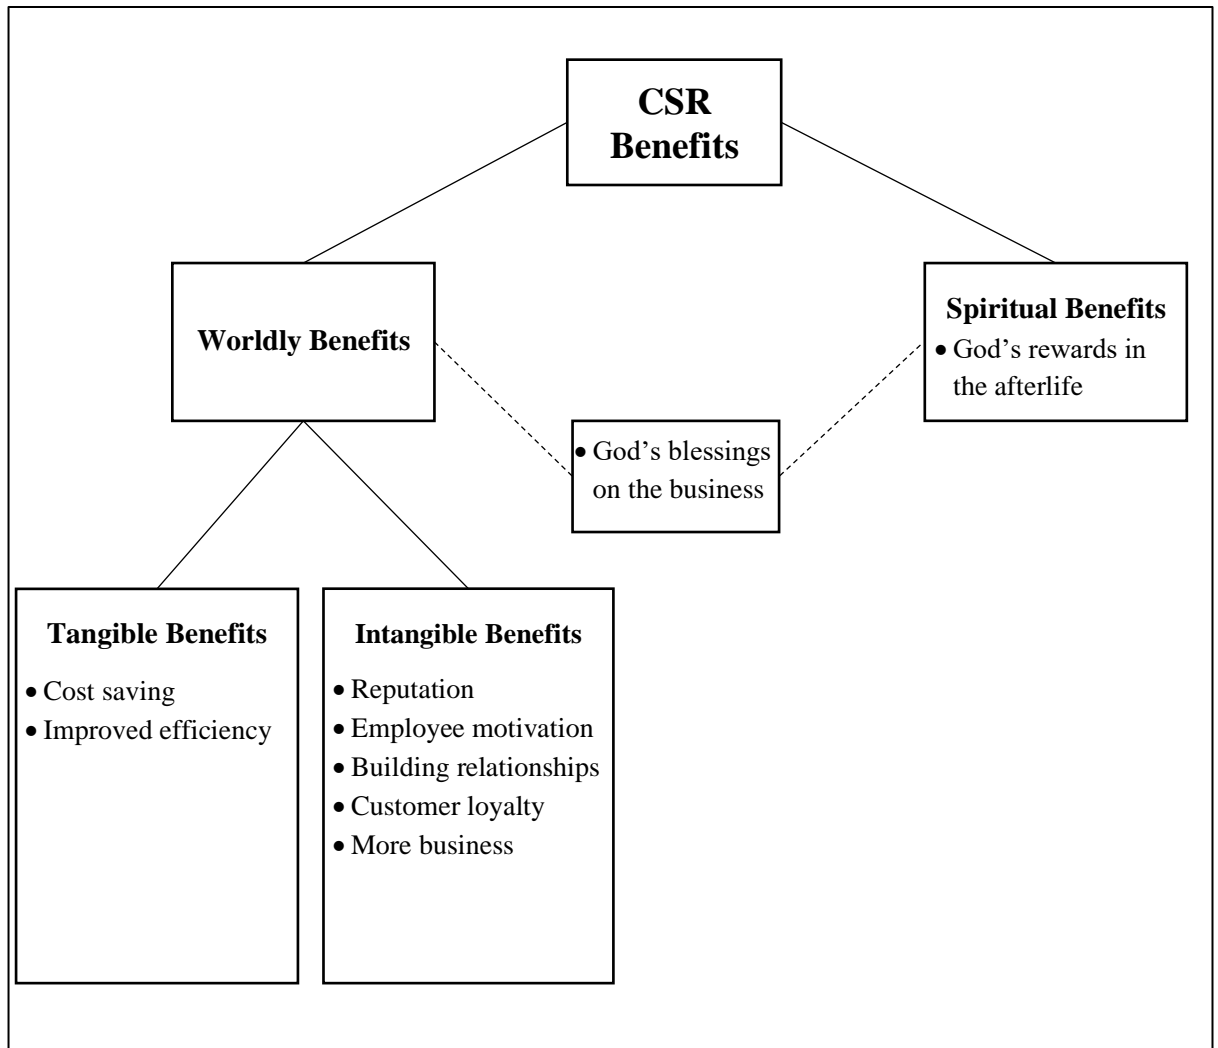 CSR
Benefits
Worldly Benefits
Spiritual Benefits
• God’s rewards in
the afterlife
• God’s blessings
on the business
Tangible Benefits
• Cost saving
• Improved efficiency
Intangible Benefits
• Reputation
• Employee motivation
• Building relationships
• Customer loyalty
• More business